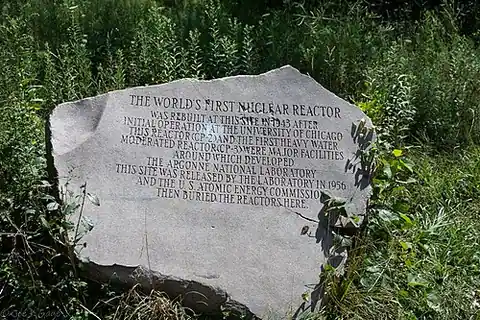 THE WORLD'S FIRST NUCLEAR REACTOR
WAS REBUILT AT THIS SITE IN 1943 AFTER
INITIAL OPERATION AT THE UNIVERSITY OF CHICAGO
THIS REACTOR (CP-2) AND THE FIRST HEAVY WATER
MODERATED REACTOR (CP-3) WERE MAJOR FACILITIES
AROUND WHICH DEVELOPED
THE ARGONNE NATIONAL LABORATORY
THIS SITE WAS RELEASED BY THE LABORATORY IN 1956
AND THE U.S. ATOMIC ENERGY COMMISSION
THEN BURIED THE REACTORS HERE.